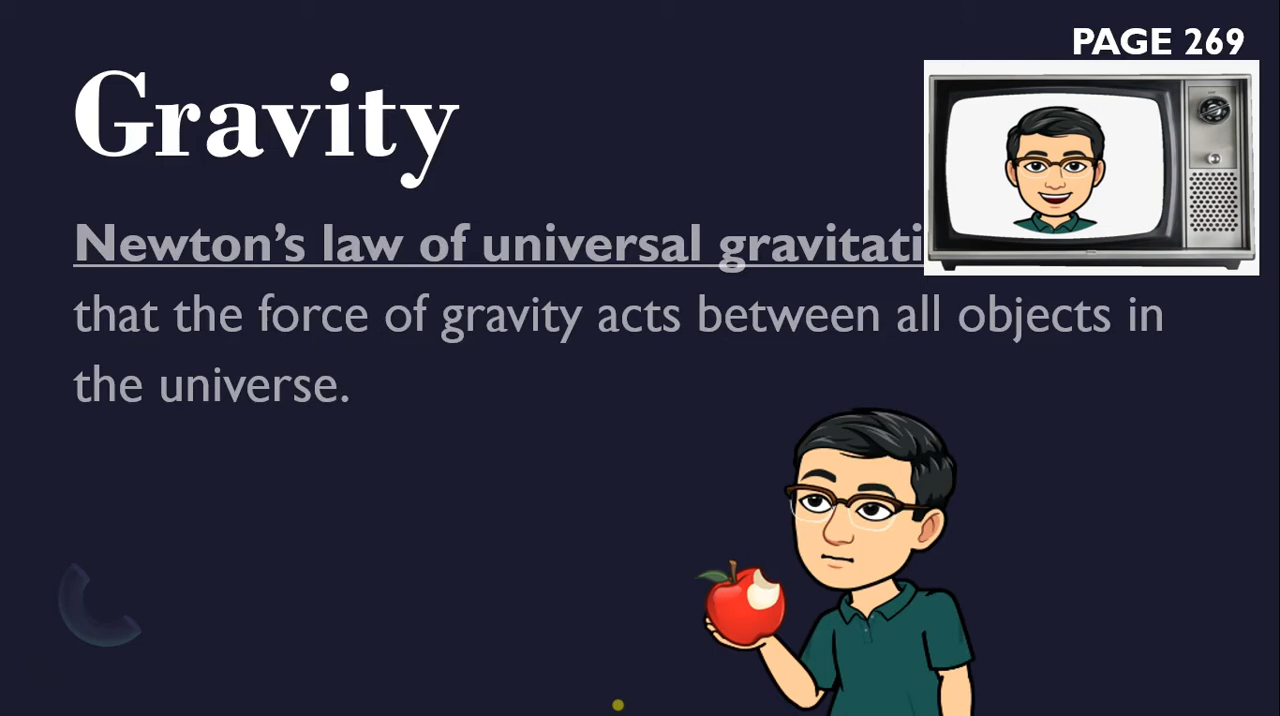 PAGE 269
Gravity
Newton's law of universal gravitati
that the force of gravity acts between all objects in
the universe.